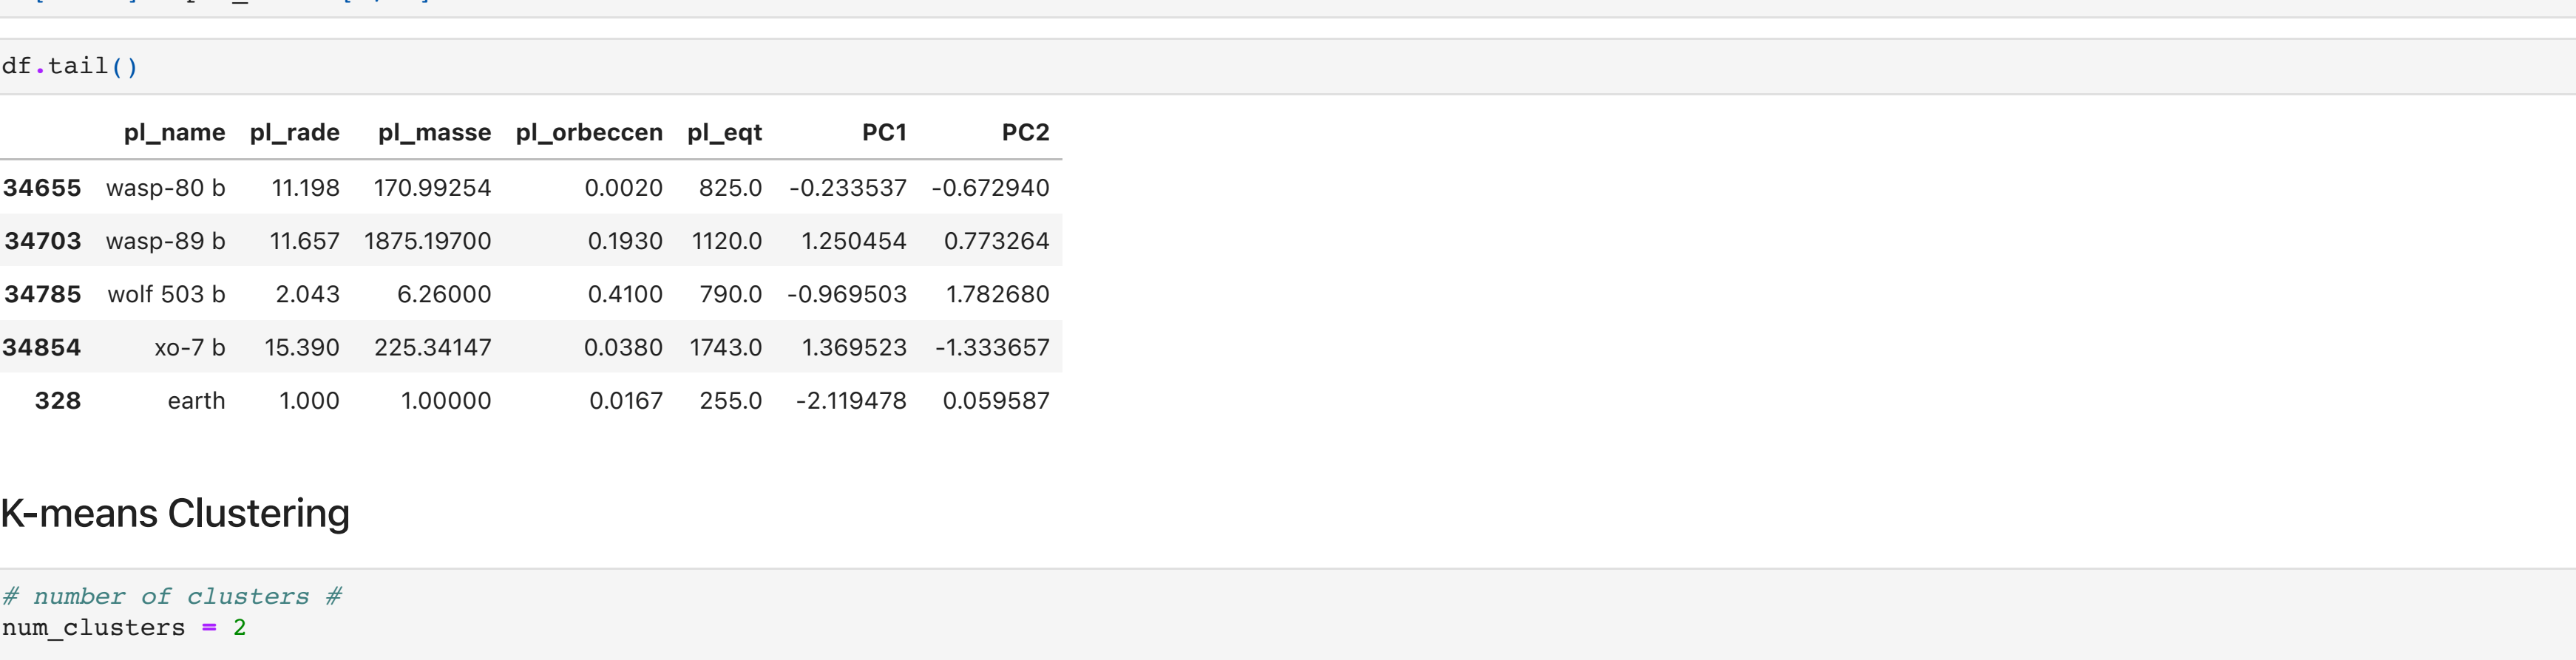 df.tail()
pl_name pl_rade pl_masse pl_orbeccen pl_eqt PC1 PC2
34655 wasp-80 b 11.198 170.99254 0.0020 825.0 -0.233537 -0.672940
34703 wasp-89 b 11.657 1875.19700 0.1930 1120.0 1.250454 0.773264
34785 wolf 503 b 2.043 6.26000 0.4100 790.0 -0.969503 1.782680
34854 xo-7 b 15.390 225.34147 0.0380 1743.0 1.369523 -1.333657
328 earth 1.000 1.00000 0.0167 255.0 -2.119478 0.059587
K-means Clustering
# number of clusters #
num_clusters = 2